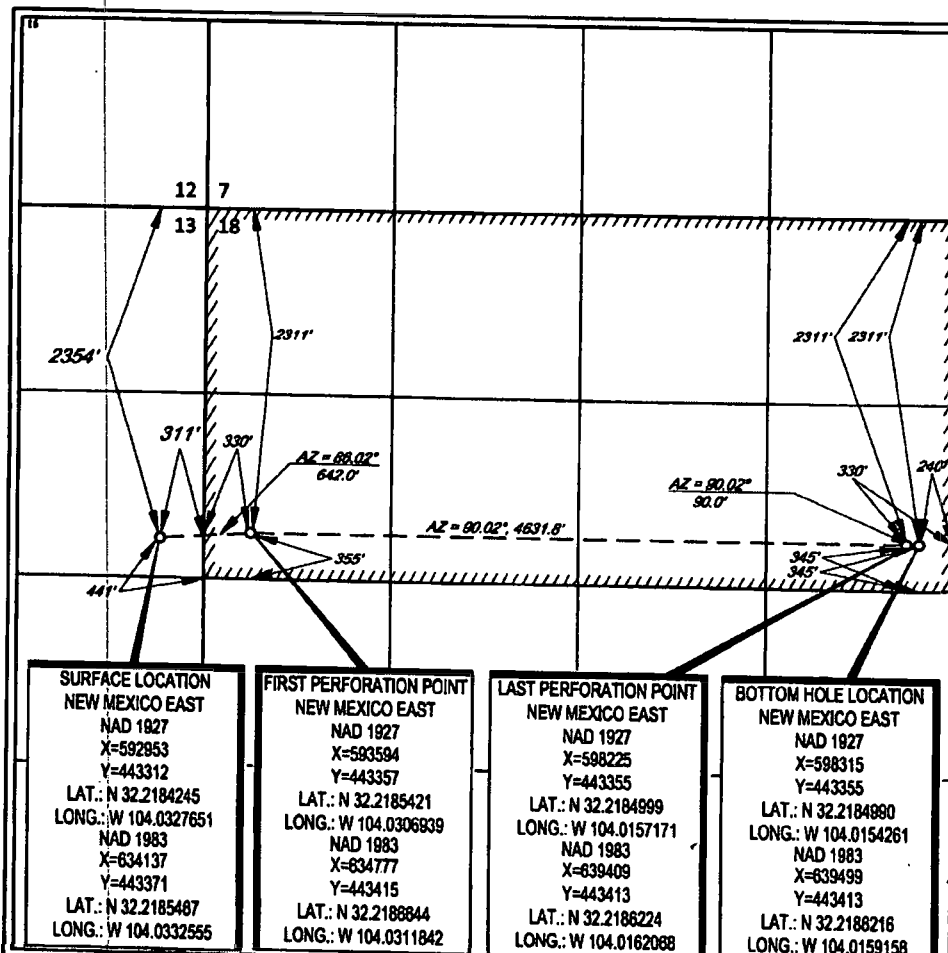 12 7
13 18
2354'
2311'
2311' 2311'
311'
330'
AZ = 86.02°
642.0'
330'
240'
AZ = 90.02°
90.0'
AZ = 90.02°, 4631.8'
355'
345'
345'
441'
SURFACE LOCATION
NEW MEXICO EAST
NAD 1927
X=592953
Y=443312
LAT.: N 32.2184245
LONG.: W 104.0327651
NAD 1983
X=634137
Y=443371
LAT.: N 32.2185467
LONG.: W 104.0332555
FIRST PERFORATION POINT
NEW MEXICO EAST
NAD 1927
X=593594
Y=443357
LAT.: N 32.2185421
LONG.: W 104.0306939
NAD 1983
X=634777
Y=443415
LAT.: N 32.2186644
LONG.: W 104.0311842
LAST PERFORATION POINT
NEW MEXICO EAST
NAD 1927
X=598225
Y=443355
LAT.: N 32.2184999
LONG.: W 104.0157171
NAD 1983
X=639409
Y=443413
LAT.: N 32.2186224
LONG.: W 104.0162068
BOTTOM HOLE LOCATION
NEW MEXICO EAST
NAD 1927
X=598315
Y=443355
LAT.: N 32.2184990
LONG.: W 104.0154261
NAD 1983
X=639499
Y=443413
LAT.: N 32.2186216
LONG.: W 104.0159158